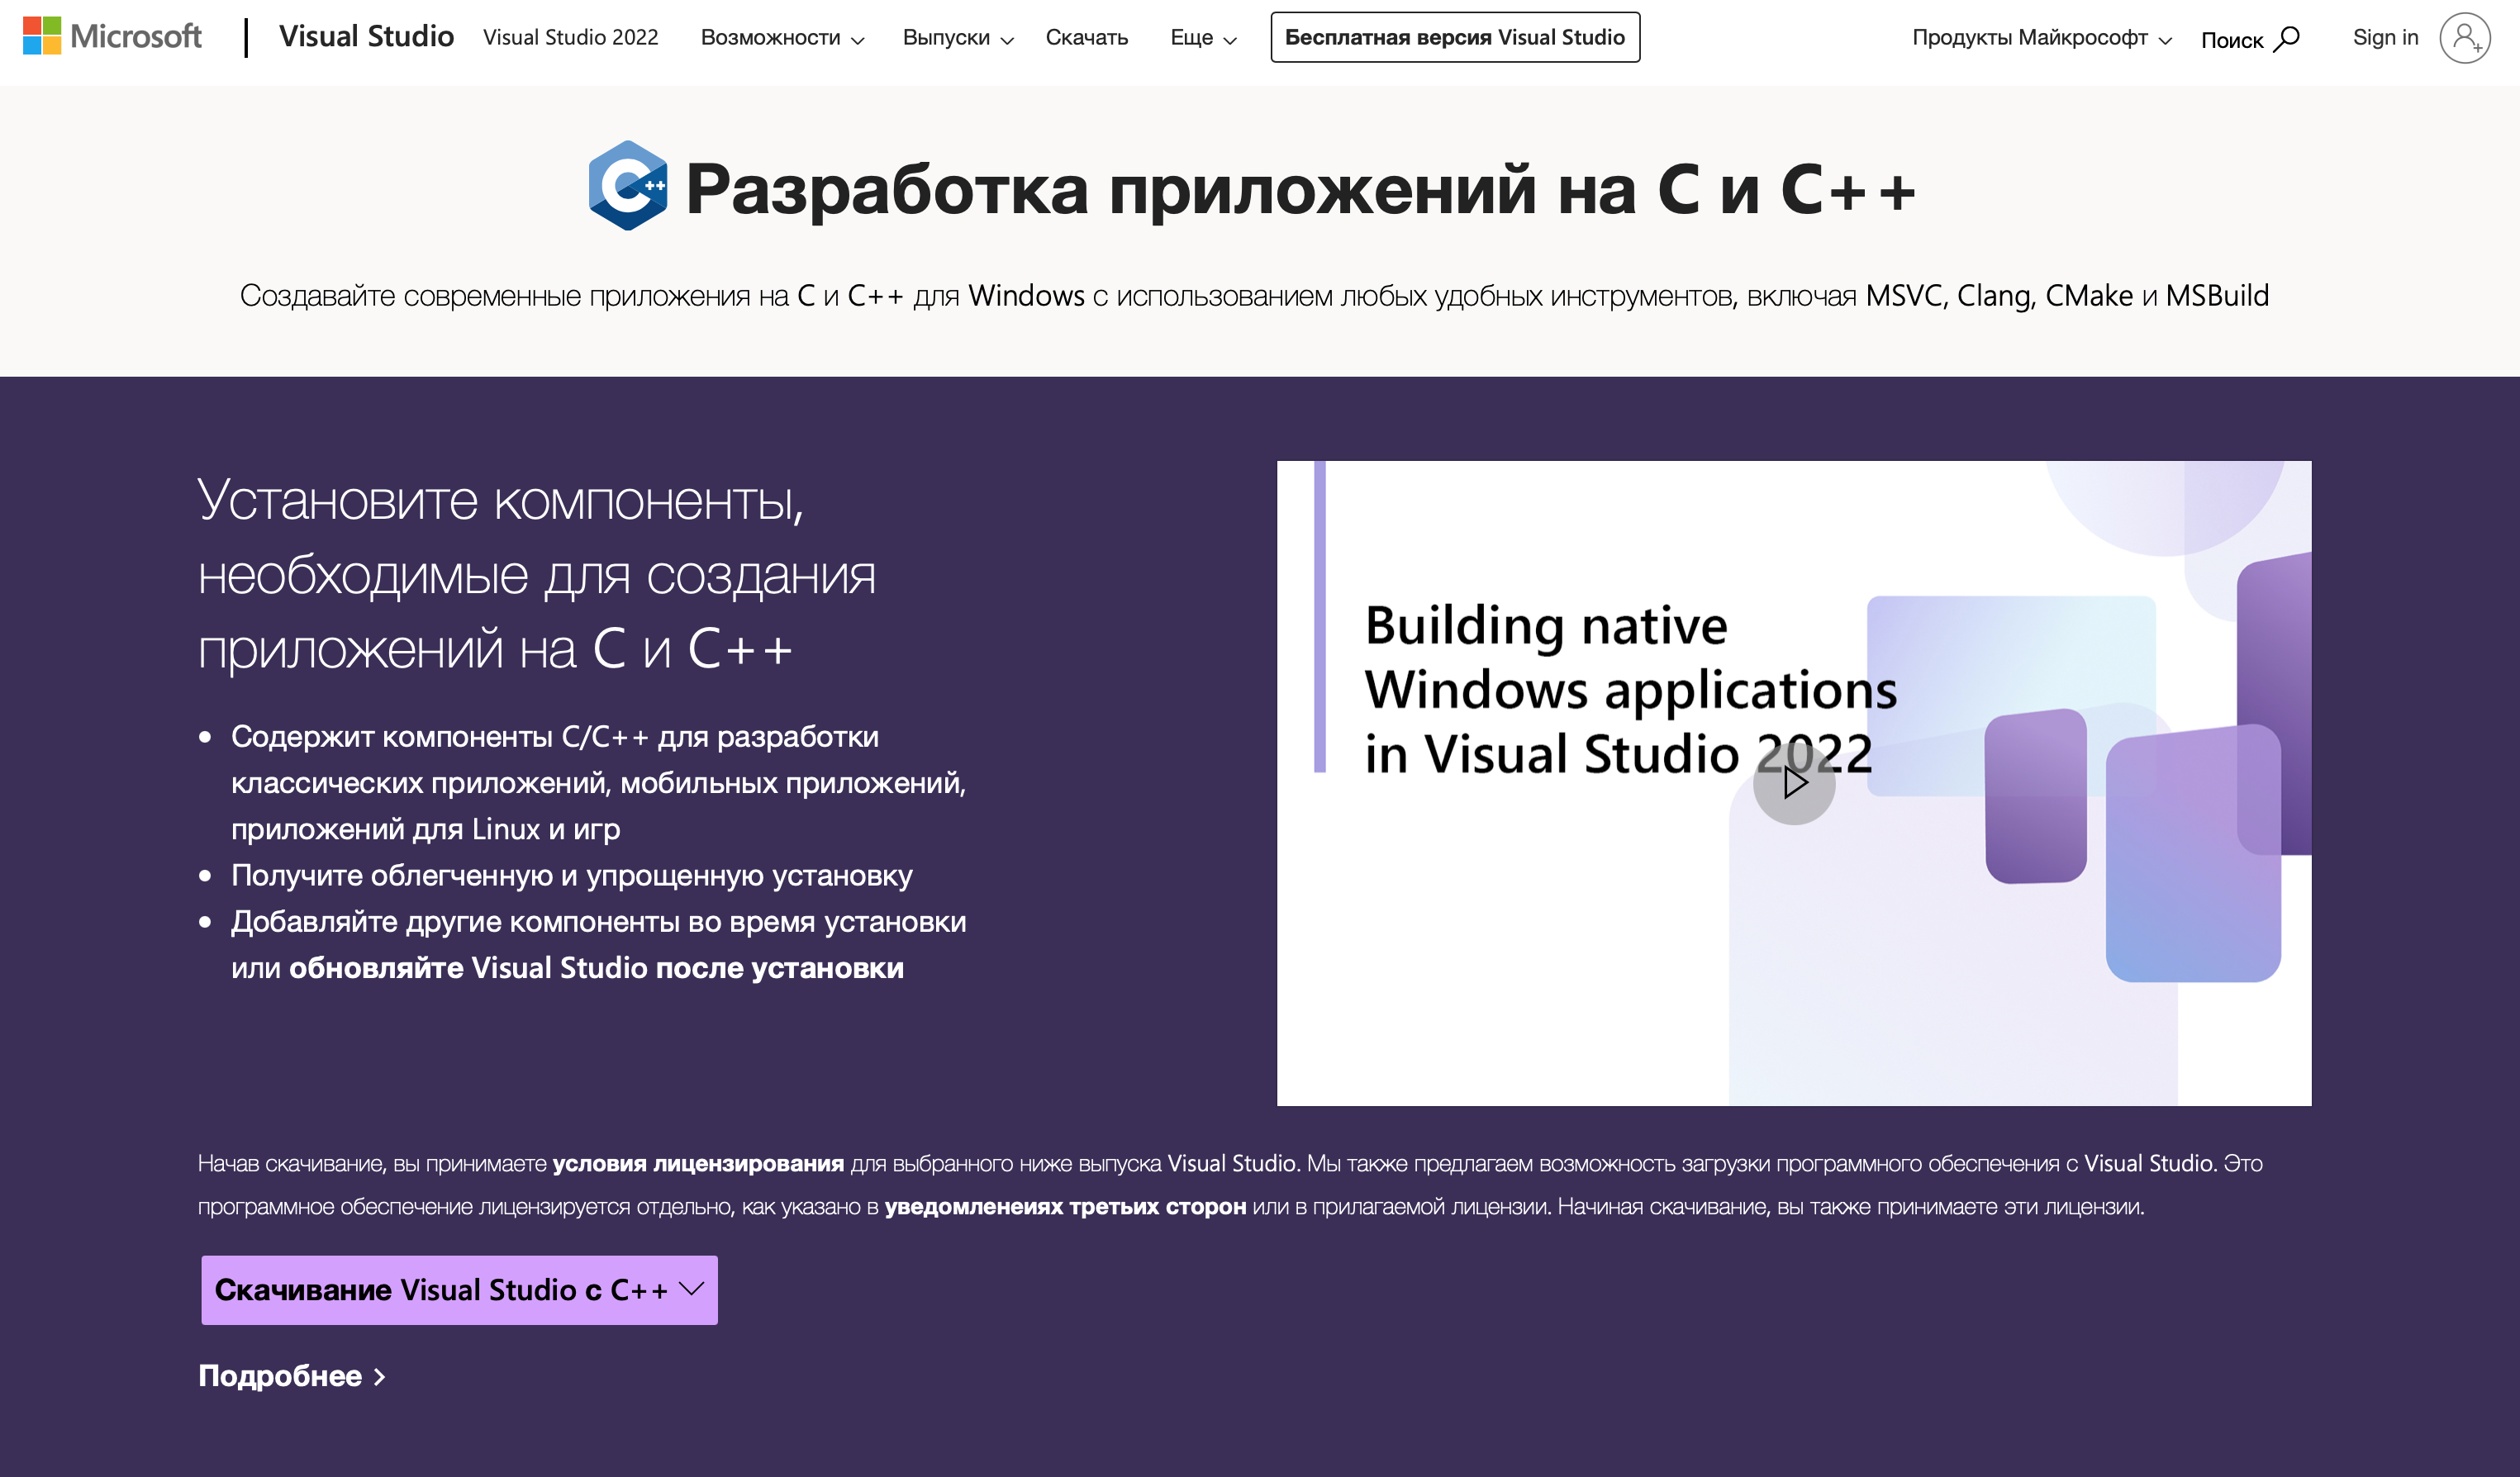 Microsoft
Visual Studio
Visual Studio 2022
Возможности
Выпуски
Скачать
Еще
Бесплатная версия Visual Studio
Продукты Майкрософт
Поиск
Sign in
Разработка приложений на C и C++
Создавайте современные приложения на C и C++ для Windows с использованием любых удобных инструментов, включая MSVC, Clang, CMake и MSBuild
Установите компоненты,
необходимые для создания
приложений на C и C++
Содержит компоненты C/C++ для разработки
классических приложений, мобильных приложений,
приложений для Linux и игр
Получите облегченную и упрощенную установку
Добавляйте другие компоненты во время установки
или обновляйте Visual Studio после установки
Building native
Windows applications
in Visual Studio 2022
Начав скачивание, вы принимаете условия лицензирования для выбранного ниже выпуска Visual Studio. Мы также предлагаем возможность загрузки программного обеспечения с Visual Studio. Это
программное обеспечение лицензируется отдельно, как указано в уведомленеиях третьих сторон или в прилагаемой лицензии. Начиная скачивание, вы также принимаете эти лицензии.
Скачивание Visual Studio с C++
Подробнее